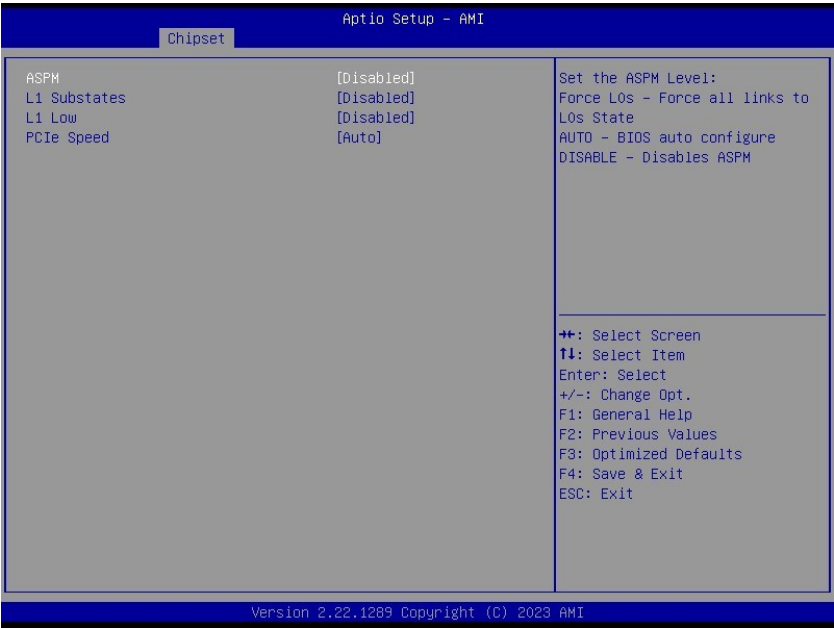 Aptio Setup – AMI
Chipset
ASPM [Disabled]
L1 Substates [Disabled]
L1 Low [Disabled]
PCIe Speed [Auto]
Set the ASPM Level:
Force L0s – Force all links to
L0s State
AUTO – BIOS auto configure
DISABLE – Disables ASPM
→←: Select Screen
↑↓: Select Item
Enter: Select
+/-: Change Opt.
F1: General Help
F2: Previous Values
F3: Optimized Defaults
F4: Save & Exit
ESC: Exit
Version 2.22.1289 Copyright (C) 2023 AMI